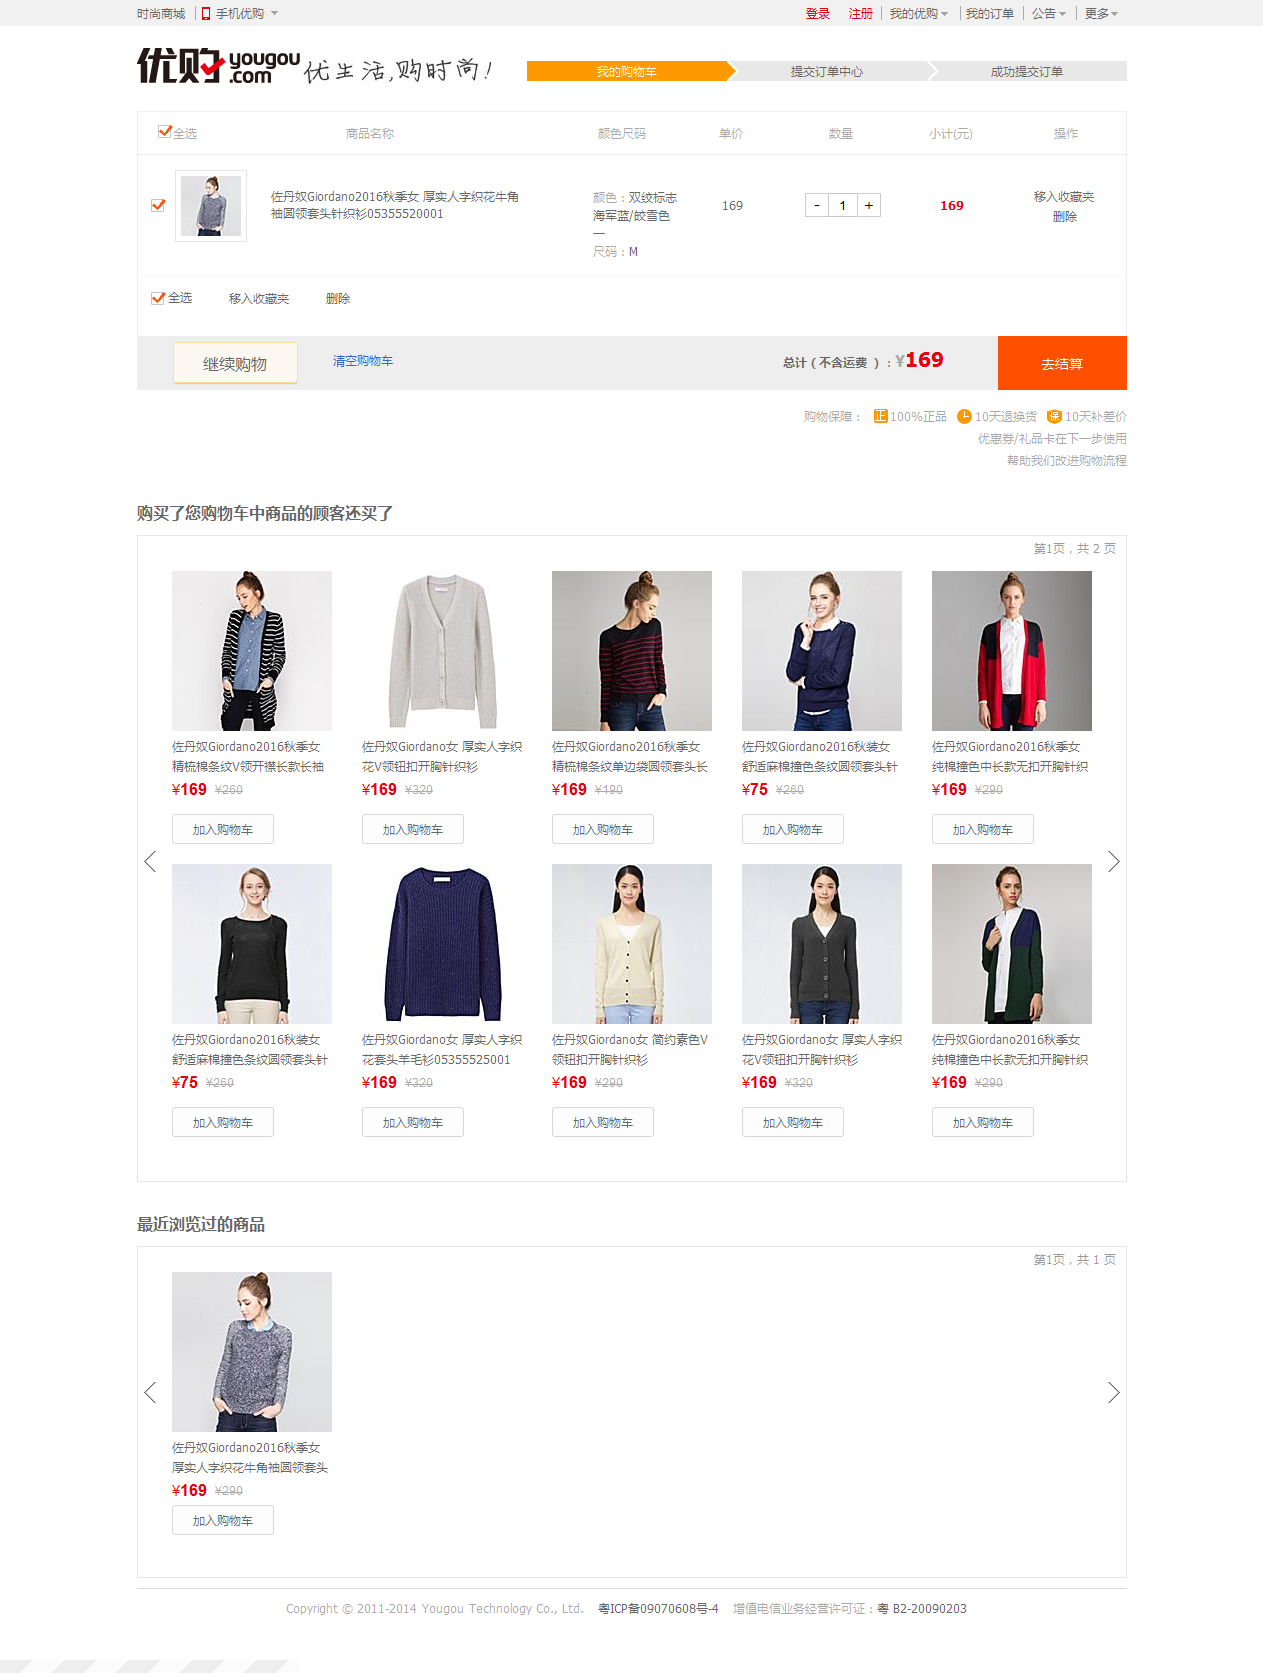 时尚商城 手机优购 登录 注册 我的优购 我的订单 公告 更多
优购 yougou.com 优生活,购时尚! 我的购物车 提交订单中心 成功提交订单
全选 商品名称 颜色尺码 单价 数量 小计(元) 操作
佐丹奴Giordano2016秋季女 厚实人字织花牛角 颜色：双绞标志 移入收藏夹
袖圆领套头针织衫05355520001 海军蓝/皎雪色 169 - 1 + 169 删除
—
尺码：M
全选 移入收藏夹 删除
继续购物 清空购物车 总计（不含运费 ）：¥169 去结算
购物保障： 正 100%正品 10天退换货 保 10天补差价
优惠券/礼品卡在下一步使用
帮助我们改进购物流程
购买了您购物车中商品的顾客还买了
第1页，共 2 页
佐丹奴Giordano2016秋季女 佐丹奴Giordano女 厚实人字织 佐丹奴Giordano2016秋季女 佐丹奴Giordano2016秋装女 佐丹奴Giordano2016秋季女
精梳棉条纹V领开襟长款长袖 花V领钮扣开胸针织衫 精梳棉条纹单边袋圆领套头长 舒适麻棉撞色条纹圆领套头针 纯棉撞色中长款无扣开胸针织
¥169 ¥260 ¥169 ¥320 ¥169 ¥190 ¥75 ¥260 ¥169 ¥290
加入购物车 加入购物车 加入购物车 加入购物车 加入购物车
佐丹奴Giordano2016秋装女 佐丹奴Giordano女 厚实人字织 佐丹奴Giordano女 简约素色V 佐丹奴Giordano女 厚实人字织 佐丹奴Giordano2016秋季女
舒适麻棉撞色条纹圆领套头针 花套头羊毛衫05355525001 领钮扣开胸针织衫 花V领钮扣开胸针织衫 纯棉撞色中长款无扣开胸针织
¥75 ¥260 ¥169 ¥320 ¥169 ¥290 ¥169 ¥320 ¥169 ¥290
加入购物车 加入购物车 加入购物车 加入购物车 加入购物车
最近浏览过的商品
第1页，共 1 页
佐丹奴Giordano2016秋季女
厚实人字织花牛角袖圆领套头
¥169 ¥290
加入购物车
Copyright © 2011-2014 Yougou Technology Co., Ltd. 粤ICP备09070608号-4 增值电信业务经营许可证：粤 B2-20090203